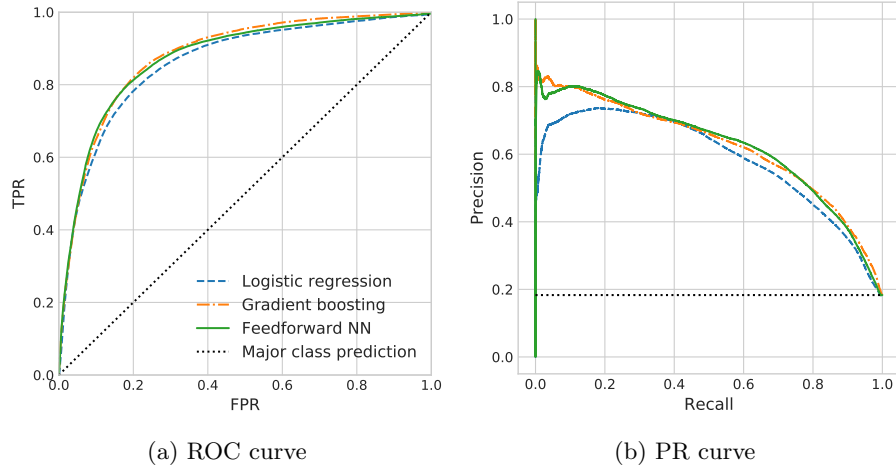 1.0
0.8
0.6
0.4
0.2
0.0
TPR
0.0 0.2 0.4 0.6 0.8 1.0
FPR
Logistic regression
Gradient boosting
Feedforward NN
Major class prediction
(a) ROC curve
1.0
0.8
0.6
0.4
0.2
0.0
Precision
0.0 0.2 0.4 0.6 0.8 1.0
Recall
(b) PR curve